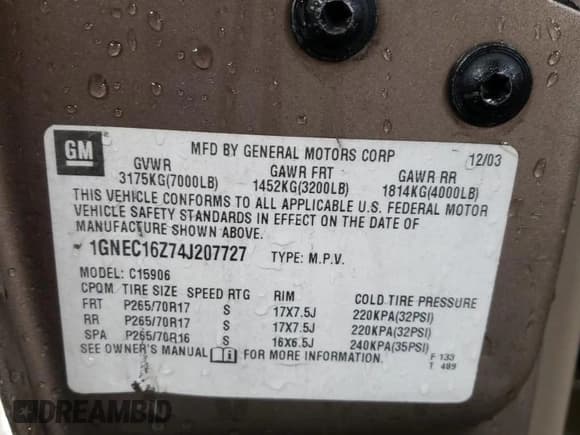 GM
MFD BY GENERAL MOTORS CORP 12/03
GVWR GAWR FRT GAWR RR
3175KG(7000LB) 1452KG(3200LB) 1814KG(4000LB)
THIS VEHICLE CONFORMS TO ALL APPLICABLE U.S. FEDERAL MOTOR
VEHICLE SAFETY STANDARDS IN EFFECT ON THE DATE OF
MANUFACTURE SHOWN ABOVE.
1GNEC16Z74J207727 TYPE: M.P.V.
MODEL: C15906
CPQM TIRE SIZE SPEED RTG RIM COLD TIRE PRESSURE
FRT P265/70R17 S 17X7.5J 220KPA(32PSI)
RR P265/70R17 S 17X7.5J 220KPA(32PSI)
SPA P265/70R16 S 16X6.5J 240KPA(35PSI)
SEE OWNER'S MANUAL FOR MORE INFORMATION F 133
T 489
DREAMBID